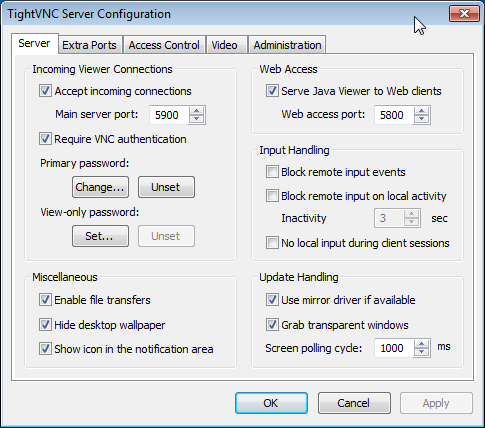 TightVNC Server Configuration
Server Extra Ports Access Control Video Administration
Incoming Viewer Connections
Accept incoming connections
Main server port: 5900
Require VNC authentication
Primary password:
Change... Unset
View-only password:
Set... Unset
Web Access
Serve Java Viewer to Web clients
Web access port: 5800
Input Handling
Block remote input events
Block remote input on local activity
Inactivity 3 sec
No local input during client sessions
Miscellaneous
Enable file transfers
Hide desktop wallpaper
Show icon in the notification area
Update Handling
Use mirror driver if available
Grab transparent windows
Screen polling cycle: 1000 ms
OK Cancel Apply